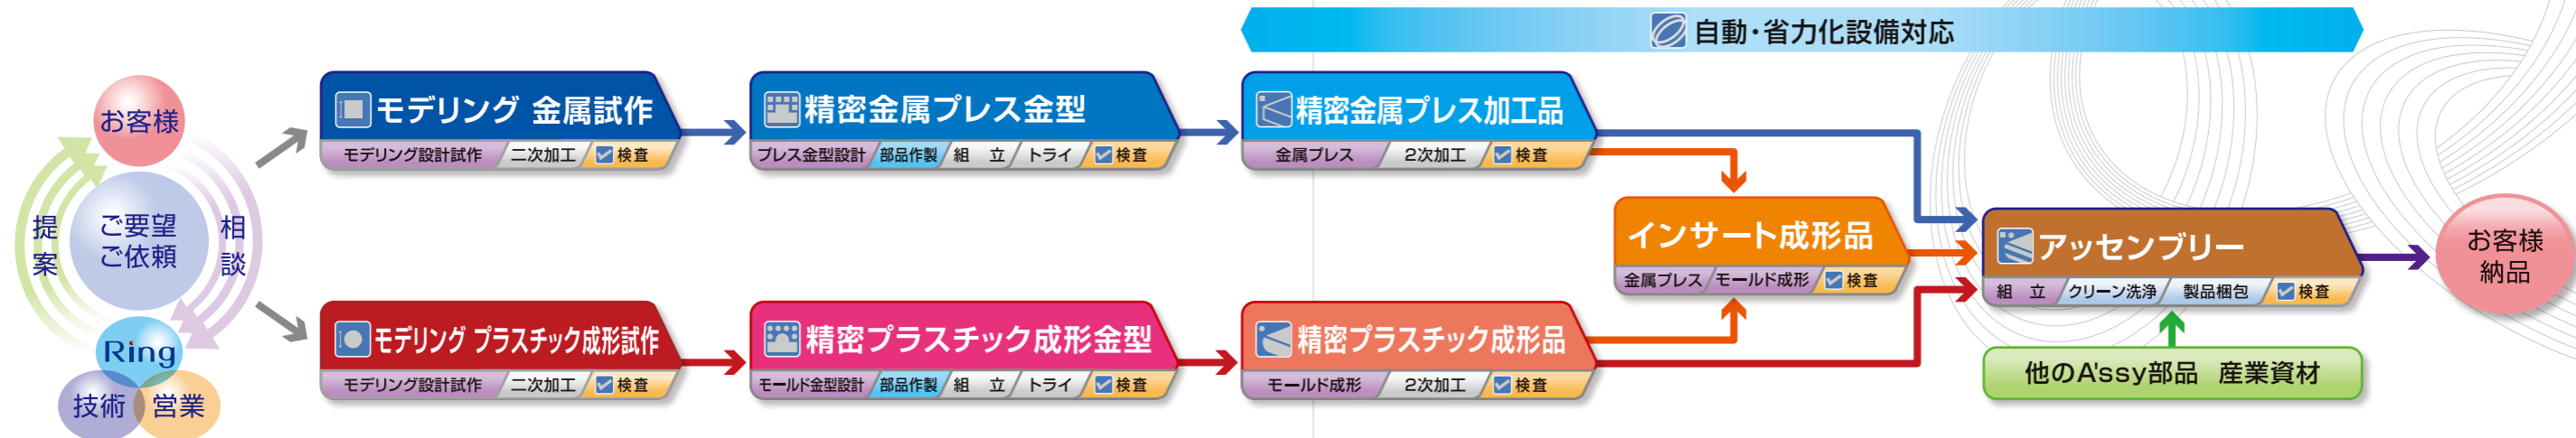 自動・省力化設備対応
お客様
提案
ご要望
ご依頼
相談
Ring
技術
営業
モデリング 金属試作
モデリング設計試作 二次加工 検査
精密金属プレス金型
プレス金型設計 部品作製 組 立 トライ 検査
精密金属プレス加工品
金属プレス 2次加工 検査
モデリング プラスチック成形試作
モデリング設計試作 二次加工 検査
精密プラスチック成形金型
モールド金型設計 部品作製 組 立 トライ 検査
精密プラスチック成形品
モールド成形 2次加工 検査
インサート成形品
金属プレス モールド成形 検査
アッセンブリー
組 立 クリーン洗浄 製品梱包 検査
他のA'ssy部品 産業資材
お客様
納品